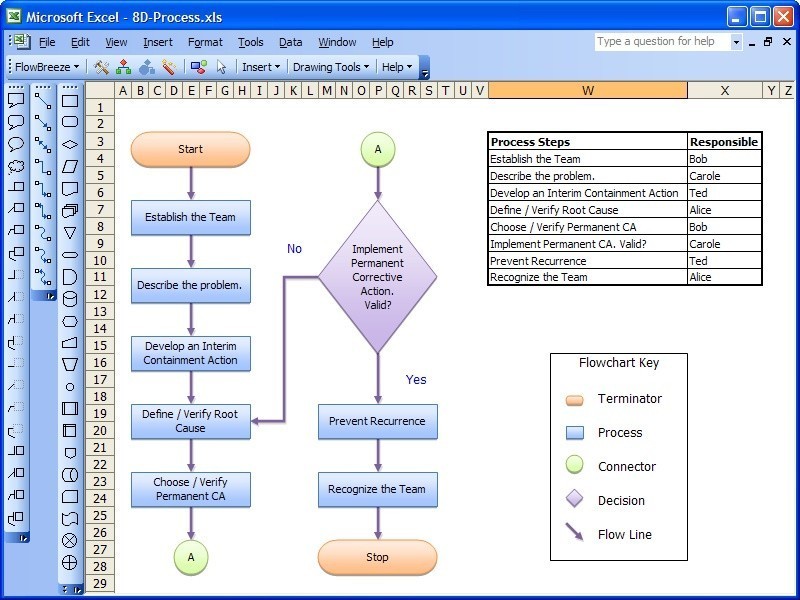 Microsoft Excel - 8D-Process.xls
File Edit View Insert Format Tools Data Window Help
Type a question for help
FlowBreeze Insert Drawing Tools Help
A B C D E F G H I J K L M N O P Q R S T U V W X Y Z
1
2
3
4
5
6
7
8
9
10
11
12
13
14
15
16
17
18
19
20
21
22
23
24
25
26
27
28
29
Start
Establish the Team
Describe the problem.
Develop an Interim
Containment Action
Define / Verify Root
Cause
Choose / Verify
Permanent CA
A
A
Implement
Permanent
Corrective
Action.
Valid?
No
Yes
Prevent Recurrence
Recognize the Team
Stop
Process Steps Responsible
Establish the Team Bob
Describe the problem. Carole
Develop an Interim Containment Action Ted
Define / Verify Root Cause Alice
Choose / Verify Permanent CA Bob
Implement Permanent CA. Valid? Carole
Prevent Recurrence Ted
Recognize the Team Alice
Flowchart Key
Terminator
Process
Connector
Decision
Flow Line